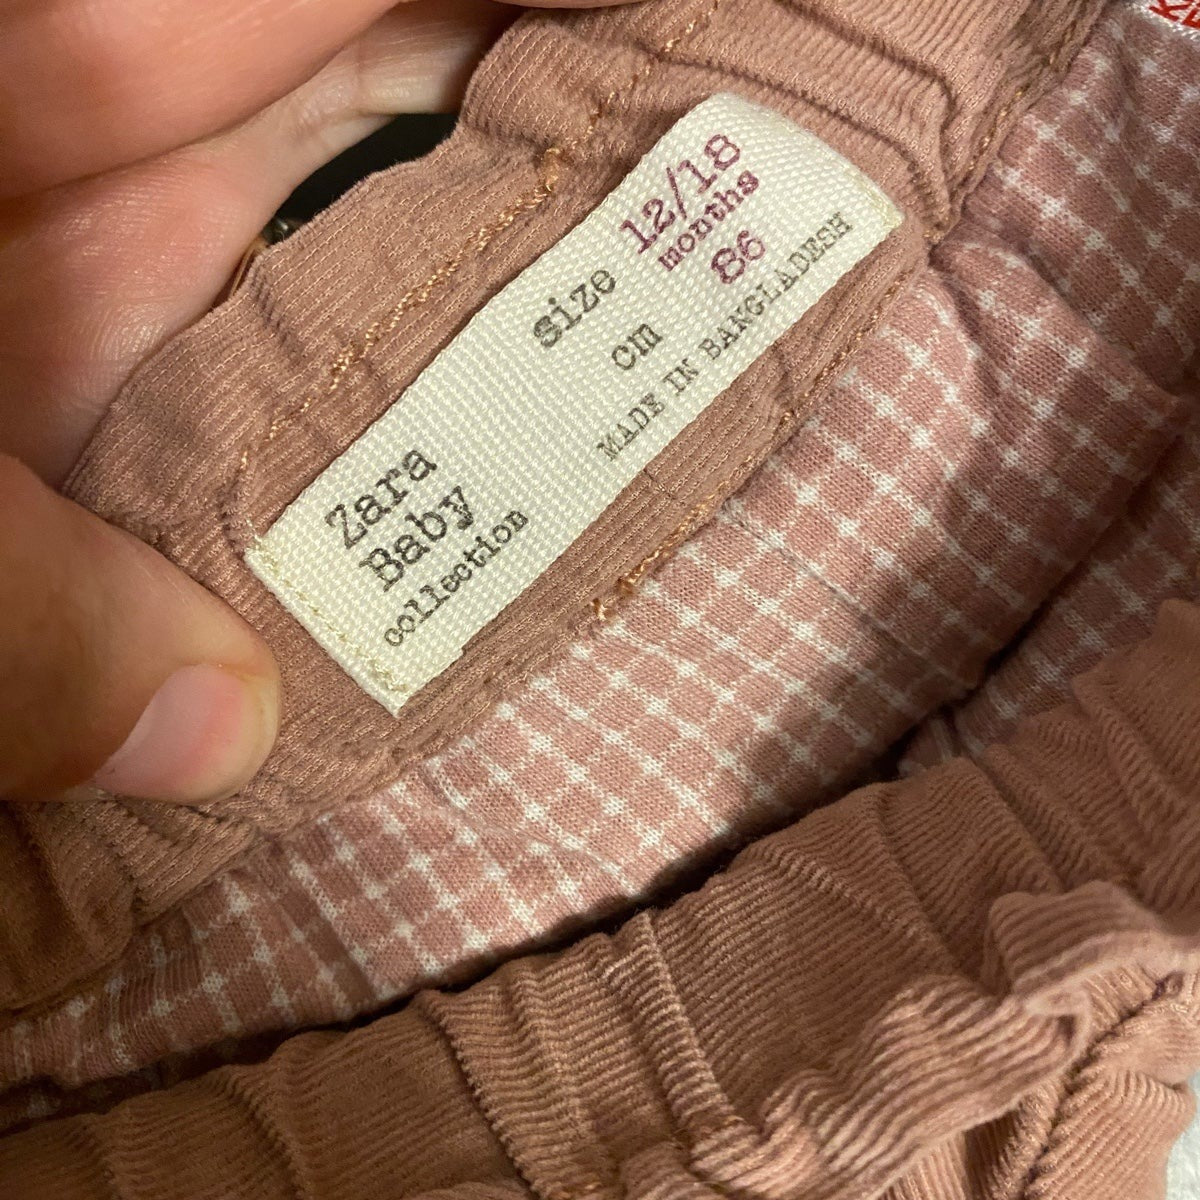 Zara
Baby
collection
size 12/18
months
cm 86
MADE IN BANGLADESH